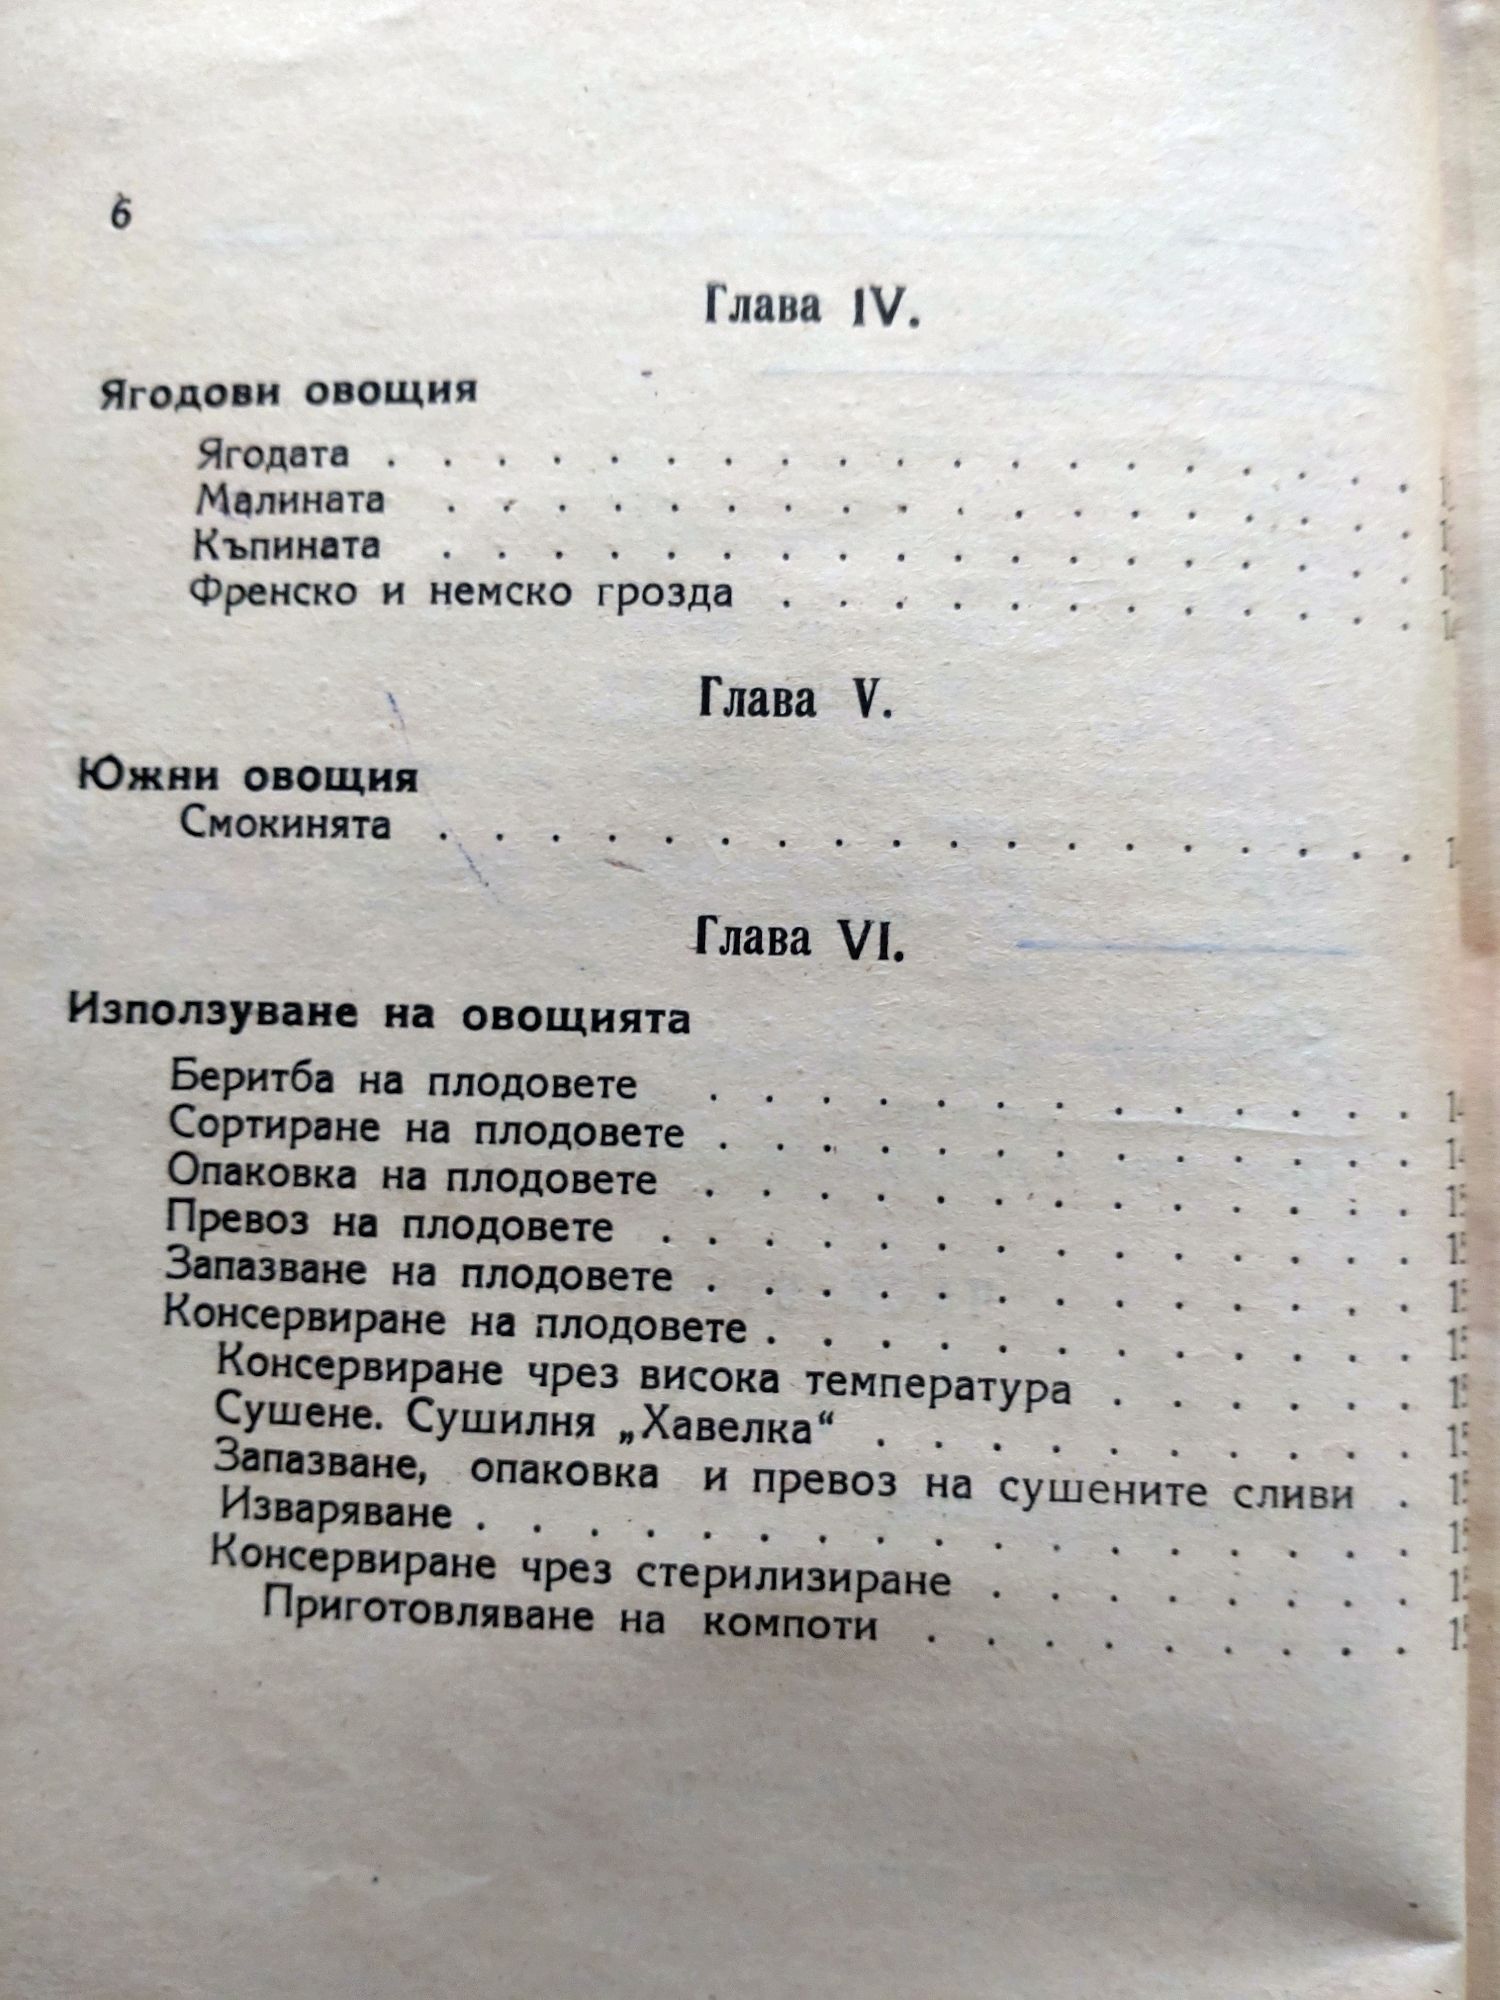 6
Глава IV.
Ягодови овощия
Ягодата . . . . . . . . . . . . . . . . . . .
Малината . . . . . . . . . . . . . . . . . .
Къпината . . . . . . . . . . . . . . . . . .
Френско и немско грозда . . . . . . . . . . . .
Глава V.
Южни овощия
Смокинята . . . . . . . . . . . . . . . . . .
Глава VI.
Използуване на овощията
Беритба на плодовете . . . . . . . . . . . . .
Сортиране на плодовете . . . . . . . . . . . . .
Опаковка на плодовете . . . . . . . . . . . . .
Превоз на плодовете . . . . . . . . . . . . . .
Запазване на плодовете . . . . . . . . . . . . .
Консервиране на плодовете . . . . . . . . . . . .
Консервиране чрез висока температура . . . . . .
Сушене. Сушилня „Хавелка“ . . . . . . . . . .
Запазване, опаковка и превоз на сушените сливи .
Изваряване . . . . . . . . . . . . . . . . .
Консервиране чрез стерилизиране . . . . . . . .
Приготовляване на компоти . . . . . . . . .